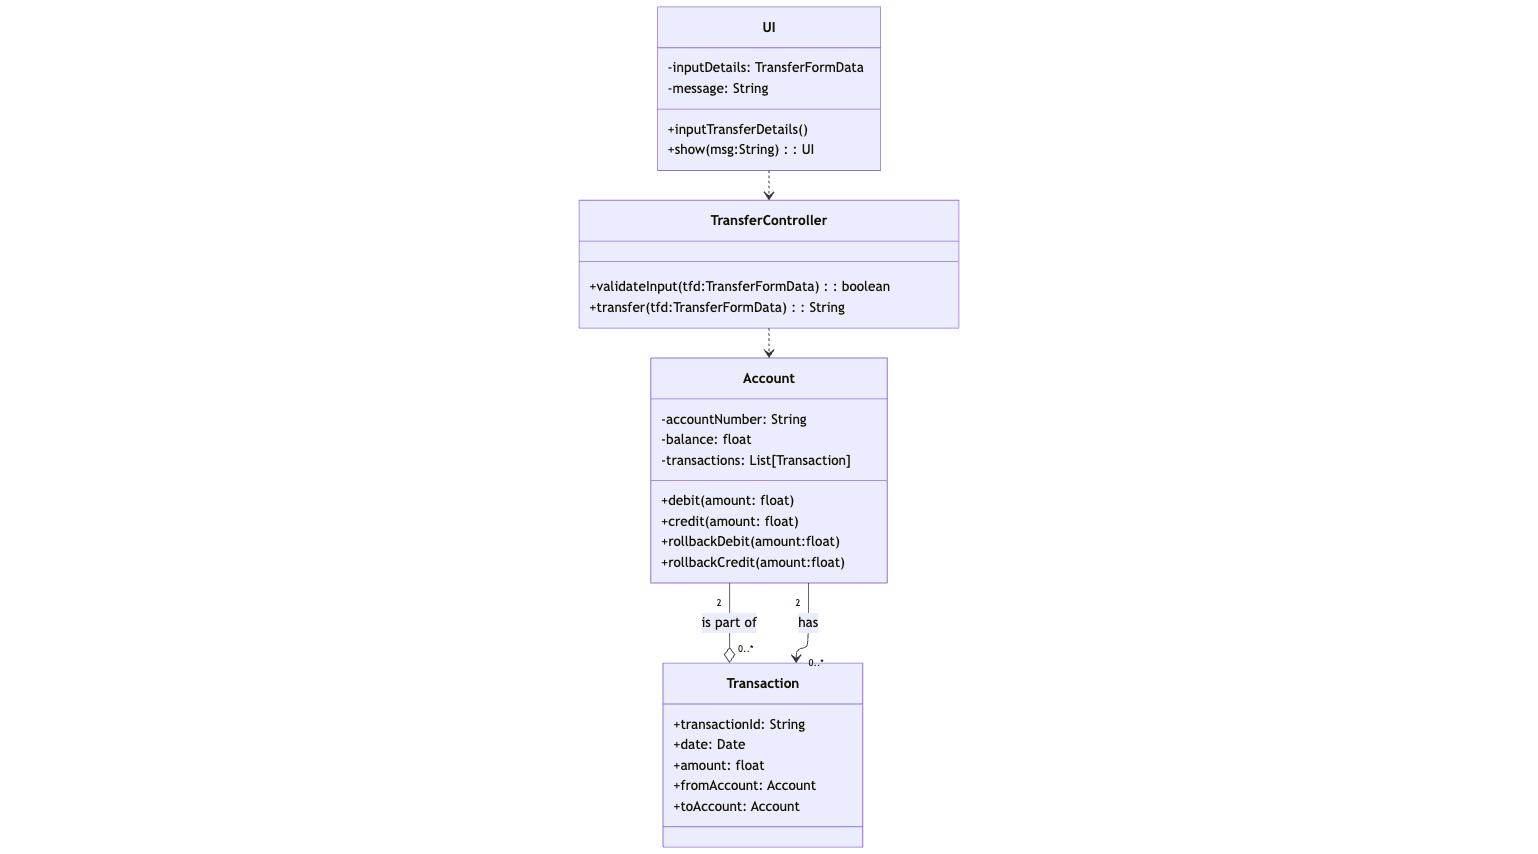 UI
-inputDetails: TransferFormData
-message: String
+inputTransferDetails()
+show(msg:String) : : UI
TransferController
+validateInput(tfd:TransferFormData) : : boolean
+transfer(tfd:TransferFormData) : : String
Account
-accountNumber: String
-balance: float
-transactions: List[Transaction]
+debit(amount: float)
+credit(amount: float)
+rollbackDebit(amount:float)
+rollbackCredit(amount:float)
2 2
is part of has
0..* 0..*
Transaction
+transactionId: String
+date: Date
+amount: float
+fromAccount: Account
+toAccount: Account